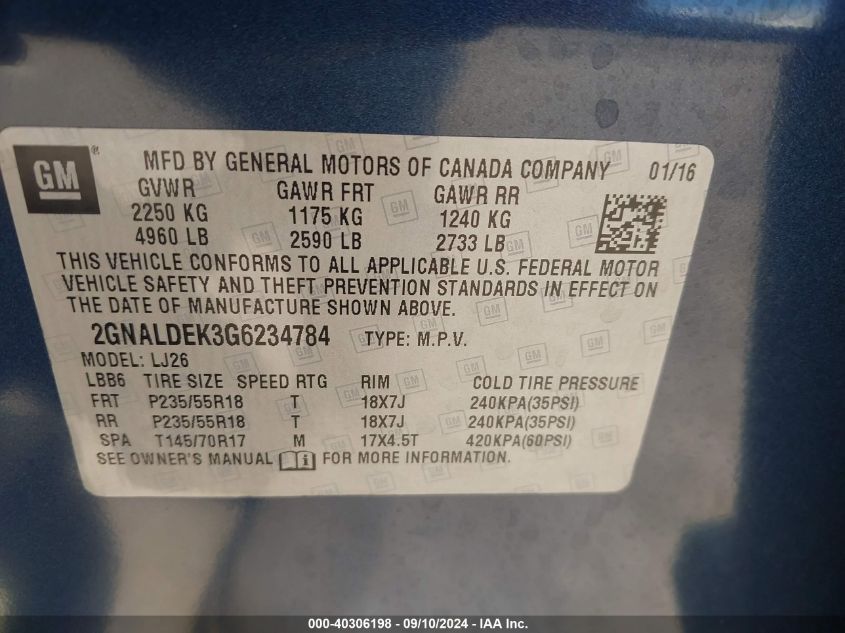 GM® MFD BY GENERAL MOTORS OF CANADA COMPANY 01/16
GVWR GAWR FRT GAWR RR
2250 KG 1175 KG 1240 KG
4960 LB 2590 LB 2733 LB
THIS VEHICLE CONFORMS TO ALL APPLICABLE U.S. FEDERAL MOTOR
VEHICLE SAFETY AND THEFT PREVENTION STANDARDS IN EFFECT ON
THE DATE OF MANUFACTURE SHOWN ABOVE.
2GNALDEK3G6234784 TYPE: M.P.V.
MODEL: LJ26
LBB6 TIRE SIZE SPEED RTG RIM COLD TIRE PRESSURE
FRT P235/55R18 T 18X7J 240KPA(35PSI)
RR P235/55R18 T 18X7J 240KPA(35PSI)
SPA T145/70R17 M 17X4.5T 420KPA(60PSI)
SEE OWNER'S MANUAL FOR MORE INFORMATION.
000-40306198 - 09/10/2024 - IAA Inc.